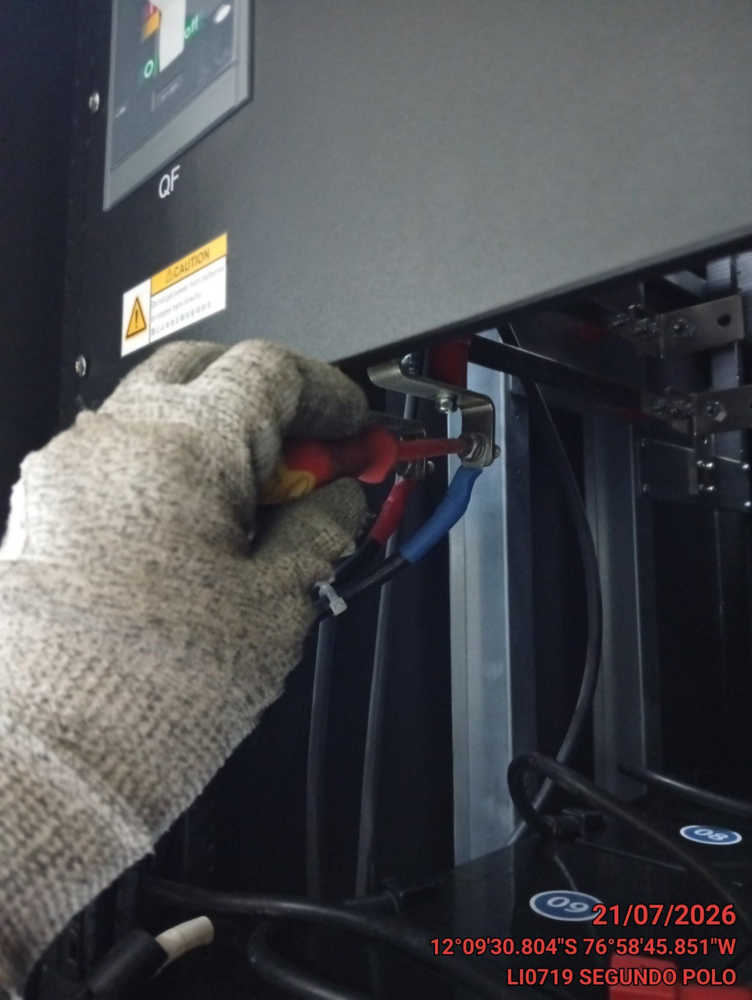 off
O
QF
⚠CAUTION
Do not get power from batteries
or copper bars directly.
08
09
21/07/2026
12°09'30.804"S 76°58'45.851"W
LI0719 SEGUNDO POLO